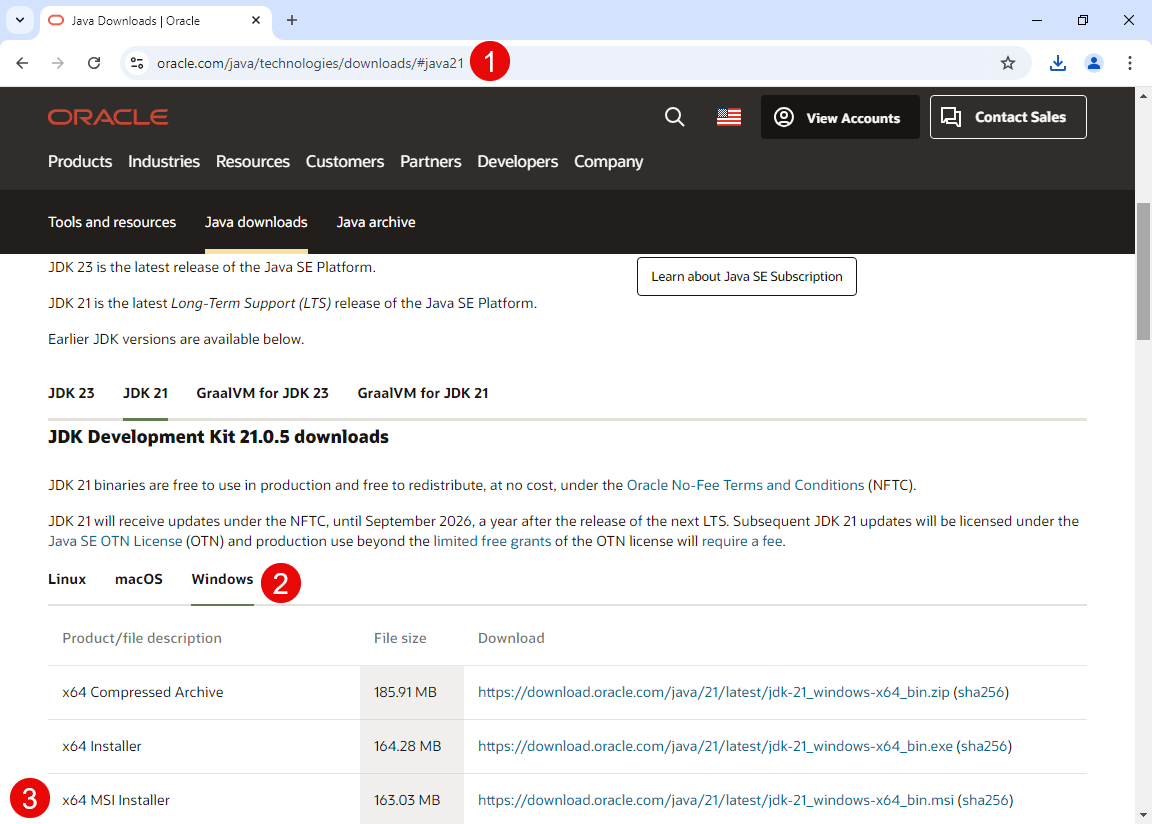 Java Downloads | Oracle
oracle.com/java/technologies/downloads/#java21
1
ORACLE
View Accounts
Contact Sales
Products Industries Resources Customers Partners Developers Company
Tools and resources Java downloads Java archive
JDK 23 is the latest release of the Java SE Platform.
Learn about Java SE Subscription
JDK 21 is the latest Long-Term Support (LTS) release of the Java SE Platform.
Earlier JDK versions are available below.
JDK 23 JDK 21 GraalVM for JDK 23 GraalVM for JDK 21
JDK Development Kit 21.0.5 downloads
JDK 21 binaries are free to use in production and free to redistribute, at no cost, under the Oracle No-Fee Terms and Conditions (NFTC).
JDK 21 will receive updates under the NFTC, until September 2026, a year after the release of the next LTS. Subsequent JDK 21 updates will be licensed under the
Java SE OTN License (OTN) and production use beyond the limited free grants of the OTN license will require a fee.
Linux macOS Windows 2
Product/file description File size Download
x64 Compressed Archive 185.91 MB https://download.oracle.com/java/21/latest/jdk-21_windows-x64_bin.zip (sha256)
x64 Installer 164.28 MB https://download.oracle.com/java/21/latest/jdk-21_windows-x64_bin.exe (sha256)
3 x64 MSI Installer 163.03 MB https://download.oracle.com/java/21/latest/jdk-21_windows-x64_bin.msi (sha256)